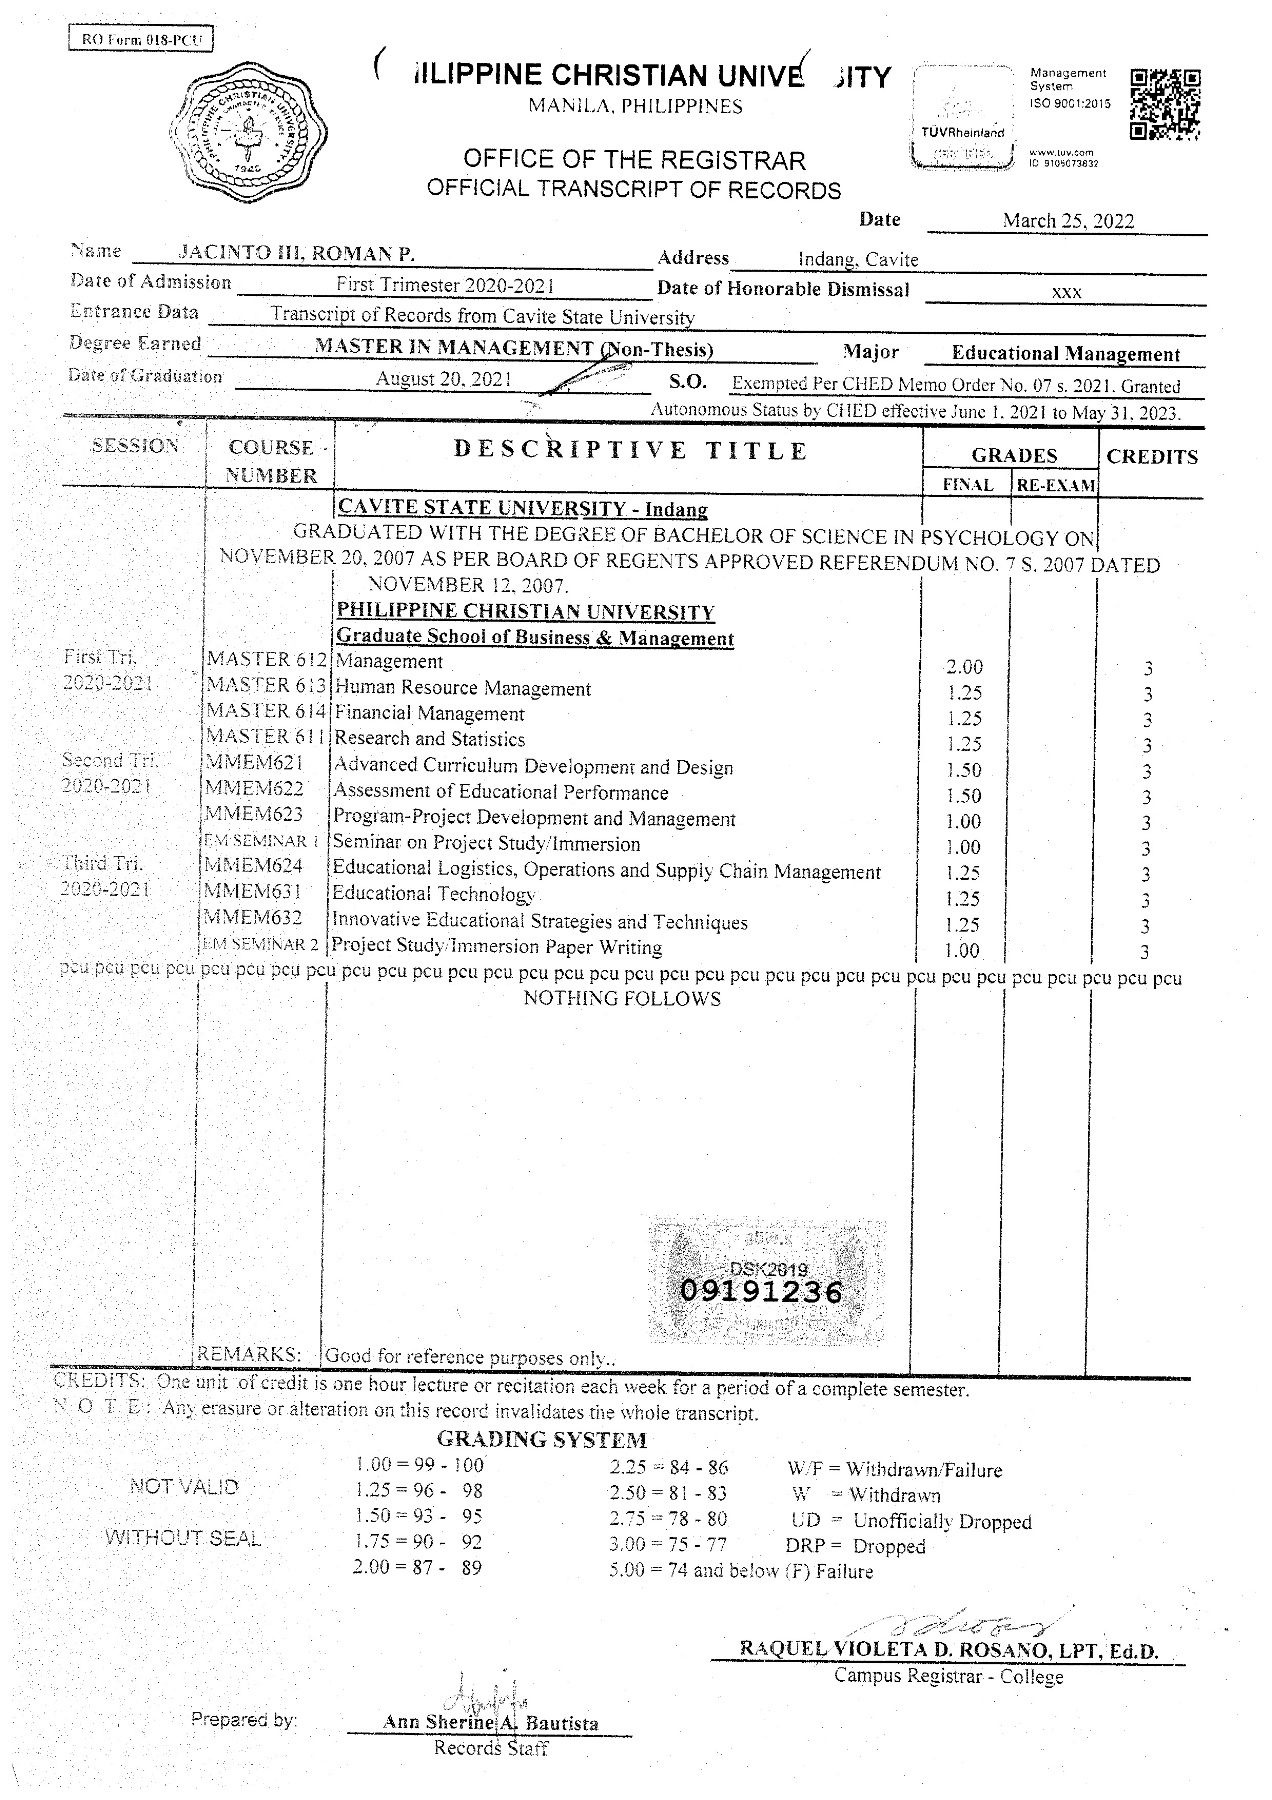 RO Form 018-PCU
ILIPPINE CHRISTIAN UNIVE SITY
MANILA, PHILIPPINES
OFFICE OF THE REGISTRAR
OFFICIAL TRANSCRIPT OF RECORDS
PHILIPPINE CHRISTIAN UNIVERSITY
1946
TÜVRheinland
Management
System
ISO 9001:2015
www.tuv.com
ID 9105073832
Date March 25, 2022
Name JACINTO III, ROMAN P. Address Indang, Cavite
Date of Admission First Trimester 2020-2021 Date of Honorable Dismissal xxx
Entrance Data Transcript of Records from Cavite State University
Degree Earned MASTER IN MANAGEMENT (Non-Thesis) Major Educational Management
Date of Graduation August 20, 2021 S.O. Exempted Per CHED Memo Order No. 07 s. 2021. Granted
Autonomous Status by CHED effective June 1, 2021 to May 31, 2023.
SESSION COURSE NUMBER DESCRIPTIVE TITLE GRADES CREDITS
FINAL RE-EXAM
CAVITE STATE UNIVERSITY - Indang
GRADUATED WITH THE DEGREE OF BACHELOR OF SCIENCE IN PSYCHOLOGY ON
NOVEMBER 20, 2007 AS PER BOARD OF REGENTS APPROVED REFERENDUM NO. 7 S. 2007 DATED
NOVEMBER 12, 2007.
PHILIPPINE CHRISTIAN UNIVERSITY
Graduate School of Business & Management
First Tri. MASTER 612 Management 2.00 3
2020-2021 MASTER 613 Human Resource Management 1.25 3
MASTER 614 Financial Management 1.25 3
MASTER 611 Research and Statistics 1.25 3
Second Tri. MMEM621 Advanced Curriculum Development and Design 1.50 3
2020-2021 MMEM622 Assessment of Educational Performance 1.50 3
MMEM623 Program-Project Development and Management 1.00 3
EM SEMINAR 1 Seminar on Project Study/Immersion 1.00 3
Third Tri. MMEM624 Educational Logistics, Operations and Supply Chain Management 1.25 3
2020-2021 MMEM631 Educational Technology 1.25 3
MMEM632 Innovative Educational Strategies and Techniques 1.25 3
EM SEMINAR 2 Project Study/Immersion Paper Writing 1.00 3
pcu pcu pcu pcu pcu pcu pcu pcu pcu pcu pcu pcu pcu pcu pcu pcu pcu pcu pcu pcu pcu pcu pcu pcu pcu pcu pcu pcu pcu pcu pcu pcu
NOTHING FOLLOWS
DSK2019
09191236
REMARKS: Good for reference purposes only..
CREDITS: One unit of credit is one hour lecture or recitation each week for a period of a complete semester.
N O T E : Any erasure or alteration on this record invalidates the whole transcript.
GRADING SYSTEM
1.00 = 99 - 100 2.25 = 84 - 86 W/F = Withdrawn/Failure
NOT VALID 1.25 = 96 - 98 2.50 = 81 - 83 W = Withdrawn
1.50 = 93 - 95 2.75 = 78 - 80 UD = Unofficially Dropped
WITHOUT SEAL 1.75 = 90 - 92 3.00 = 75 - 77 DRP = Dropped
2.00 = 87 - 89 5.00 = 74 and below (F) Failure
RAQUEL VIOLETA D. ROSANO, LPT, Ed.D.
Campus Registrar - College
Prepared by: Ann Sherine A. Bautista
Records Staff